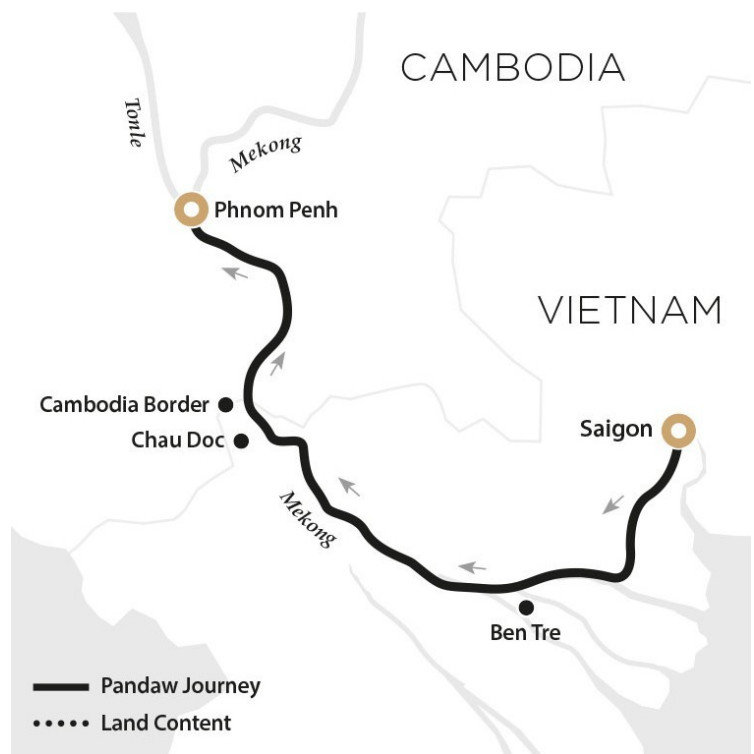 CAMBODIA
Tonle
Mekong
Phnom Penh
VIETNAM
Cambodia Border
Chau Doc
Saigon
Mekong
Ben Tre
Pandaw Journey
Land Content